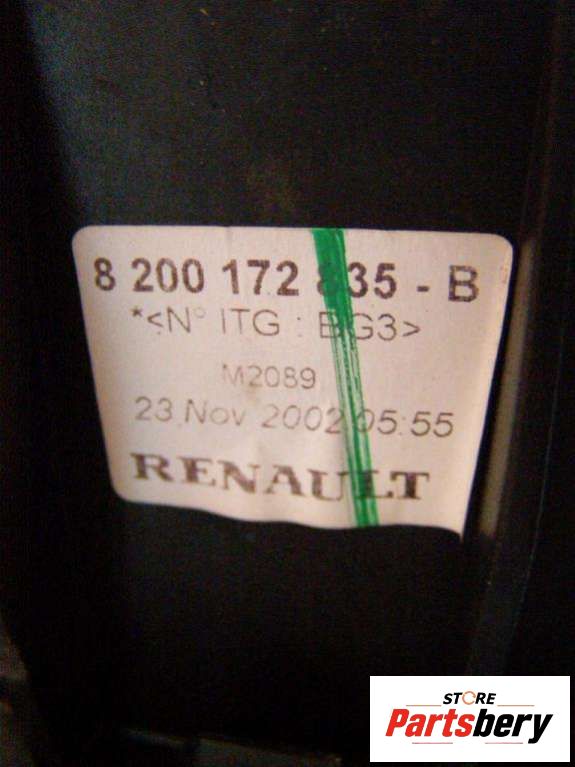 8 200 172 835 - B
*<N° ITG : BG3>
M2089
23 Nov 2002 05:55
RENAULT
STORE
Partsbery